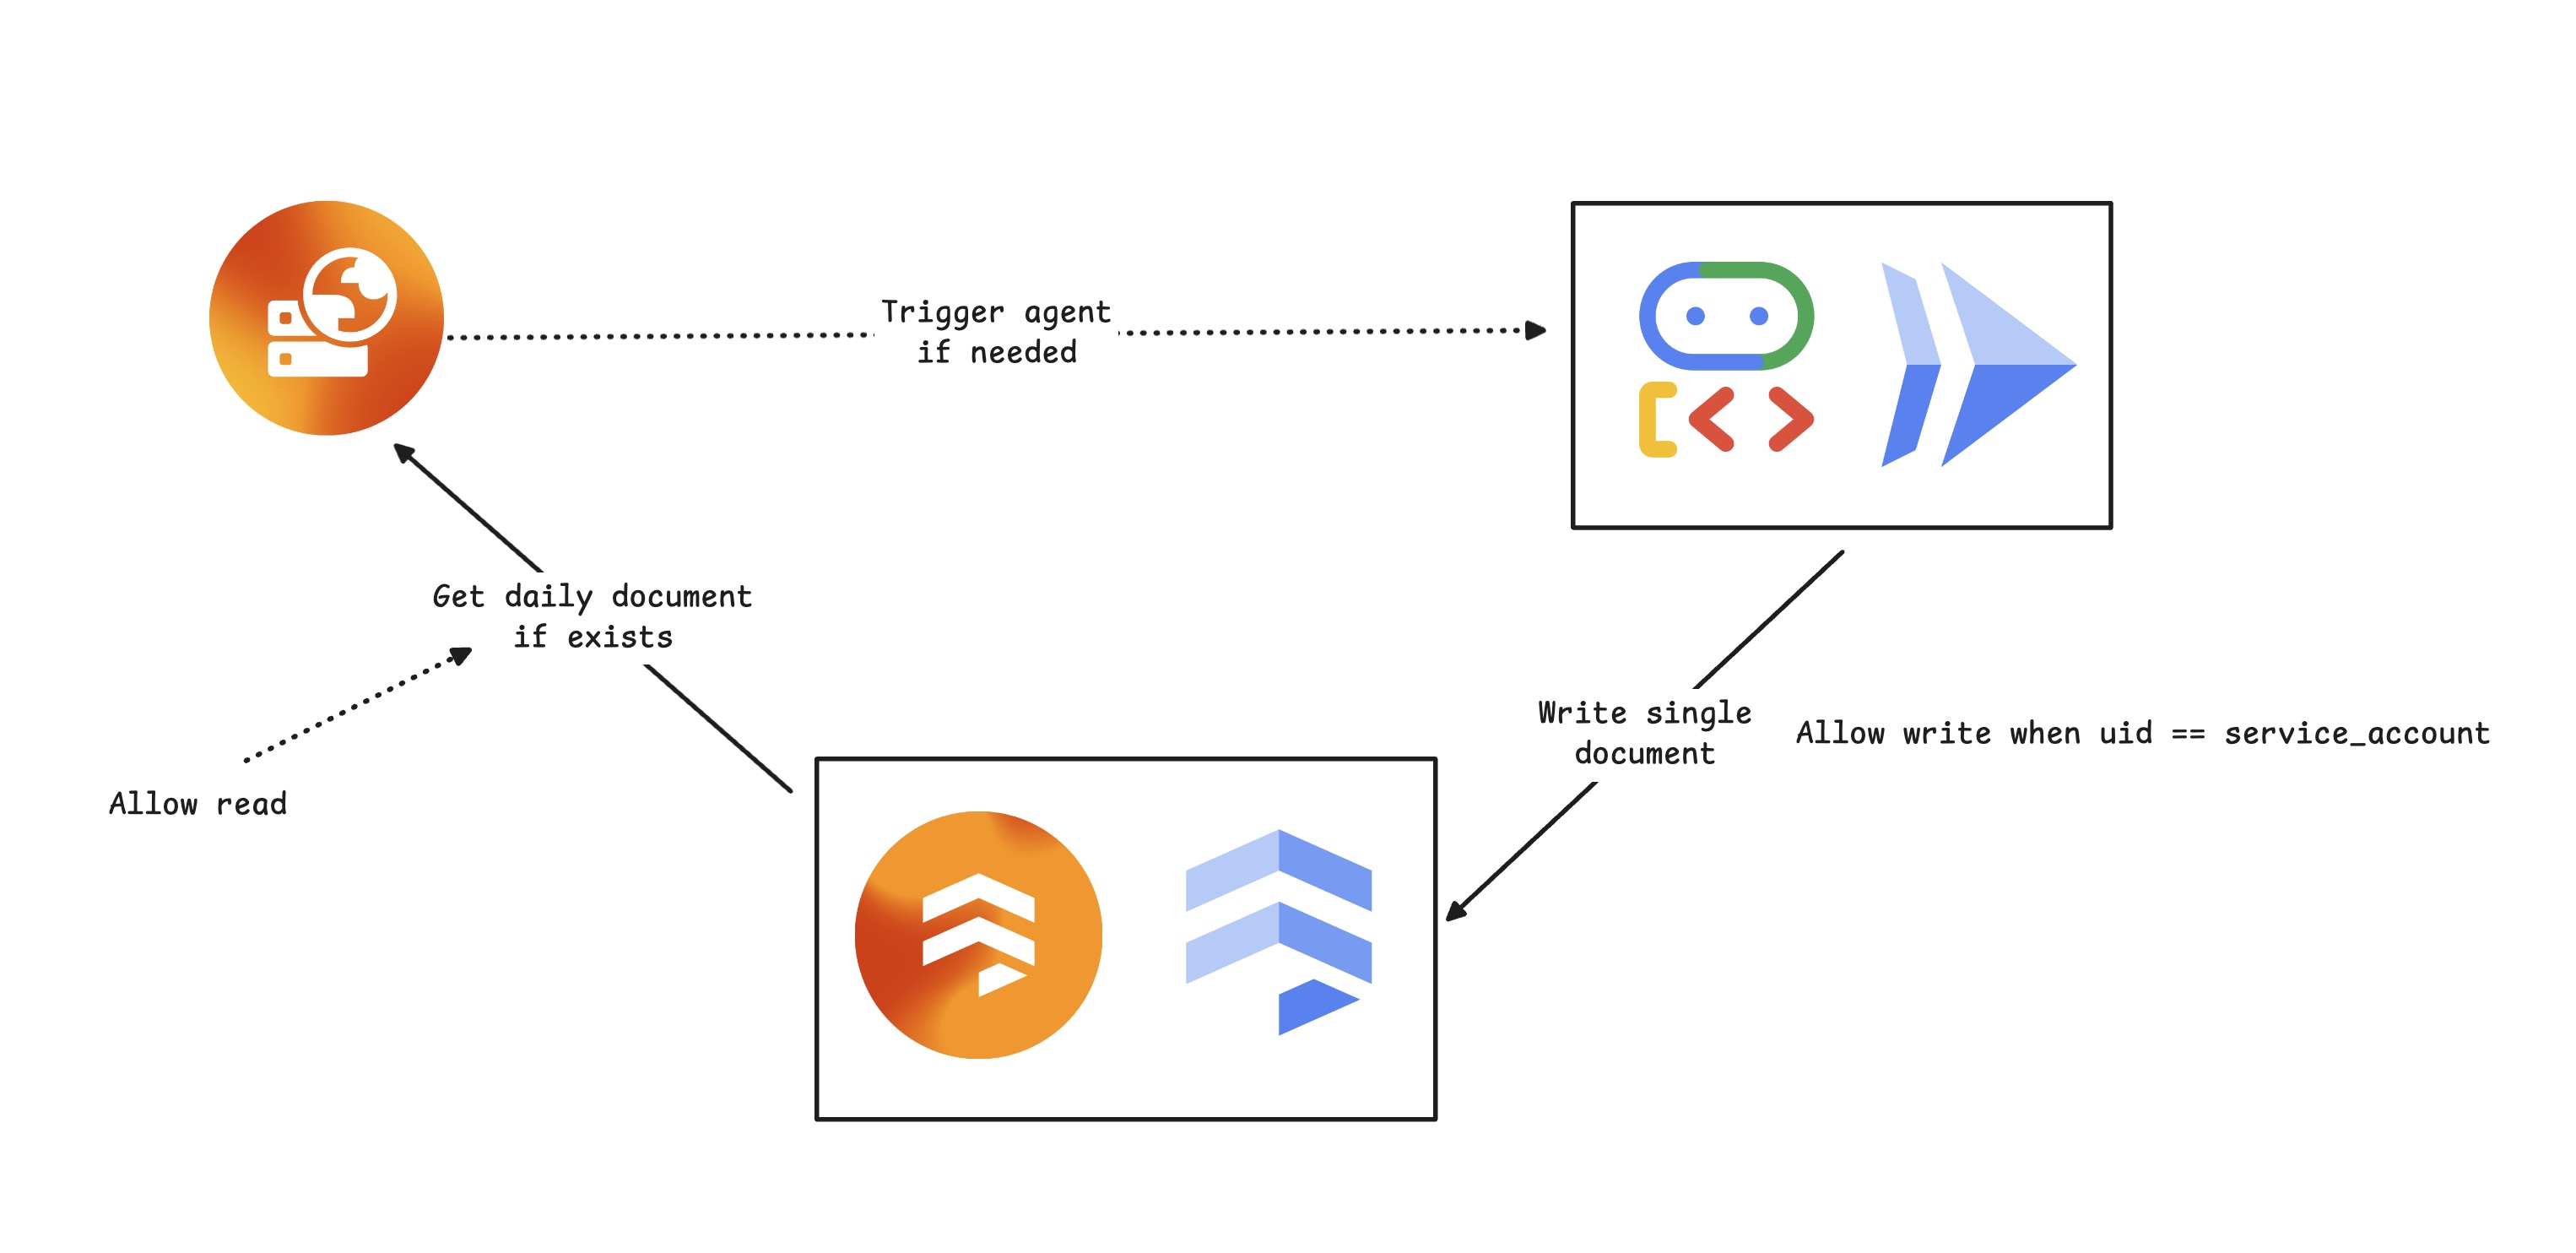 Trigger agent
if needed
Get daily document
if exists
Allow read
Write single
document
Allow write when uid == service_account